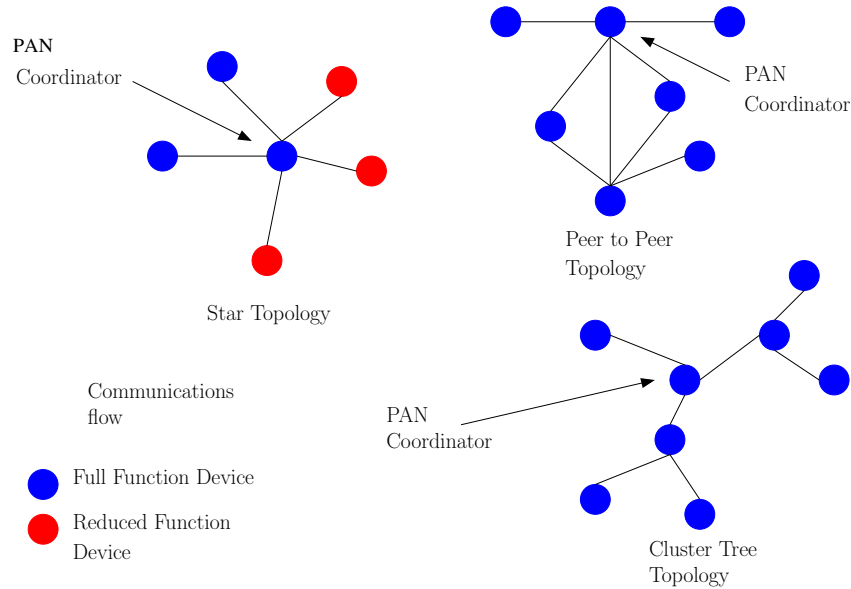 PAN
Coordinator
Star Topology
PAN
Coordinator
Peer to Peer
Topology
PAN
Coordinator
Cluster Tree
Topology
Communications
flow
Full Function Device
Reduced Function
Device